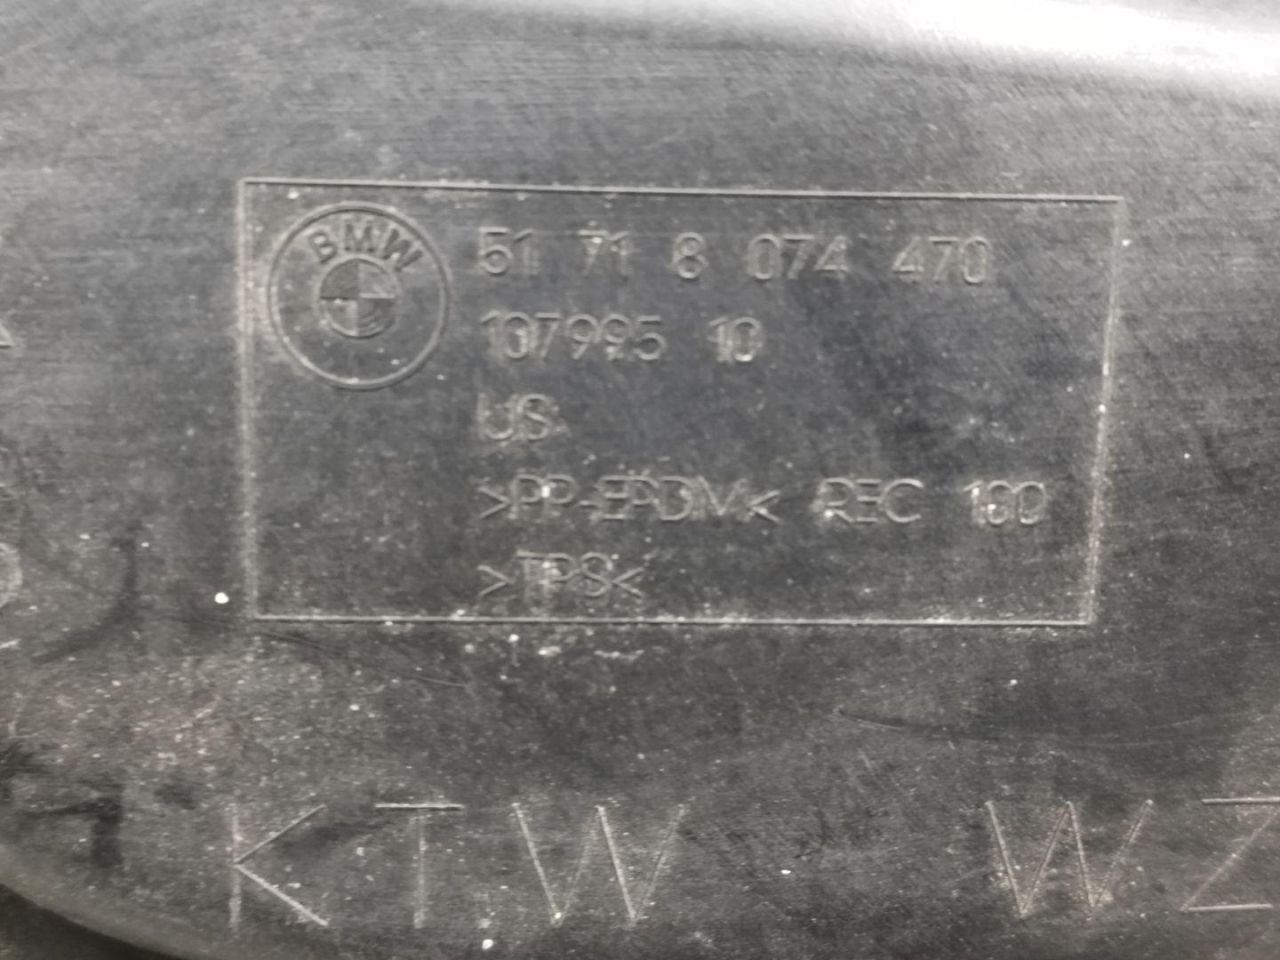 BMW
51 71 8 074 470
107995 10
US
>PP-EPDM< REC 100
>TPS<
KTW WZ